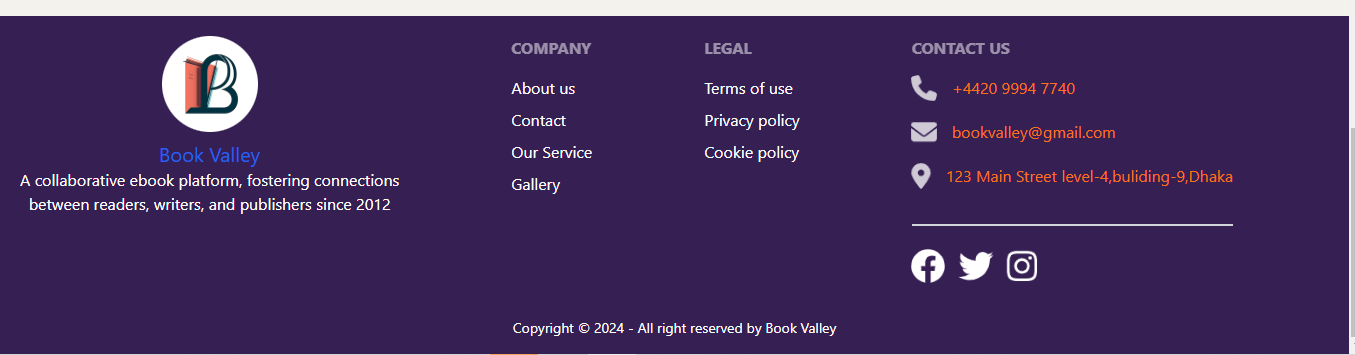 B
Book Valley
A collaborative ebook platform, fostering connections
between readers, writers, and publishers since 2012
COMPANY
About us
Contact
Our Service
Gallery
LEGAL
Terms of use
Privacy policy
Cookie policy
CONTACT US
+4420 9994 7740
bookvalley@gmail.com
123 Main Street level-4,buliding-9,Dhaka
Copyright © 2024 - All right reserved by Book Valley